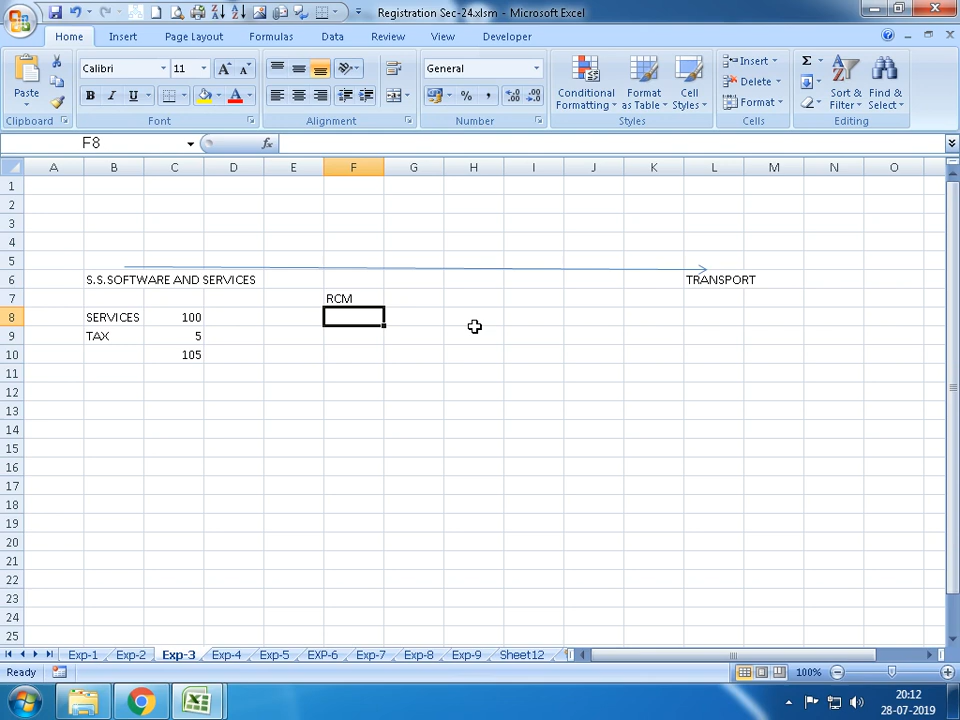 Registration Sec-24.xlsm - Microsoft Excel
Home Insert Page Layout Formulas Data Review View Developer
Calibri 11 General
Paste Conditional Formatting Format as Table Cell Styles Insert Delete Format Sort & Filter Find & Select
Clipboard Font Alignment Number Styles Cells Editing
F8 fx
A B C D E F G H I J K L M N O
1
2
3
4
5
6 S.S.SOFTWARE AND SERVICES TRANSPORT
7 RCM
8 SERVICES 100
9 TAX 5
10 105
11
12
13
14
15
16
17
18
19
20
21
22
23
24
25
Exp-1 Exp-2 Exp-3 Exp-4 Exp-5 EXP-6 Exp-7 Exp-8 Exp-9 Sheet12
Ready 100%
20:12
28-07-2019